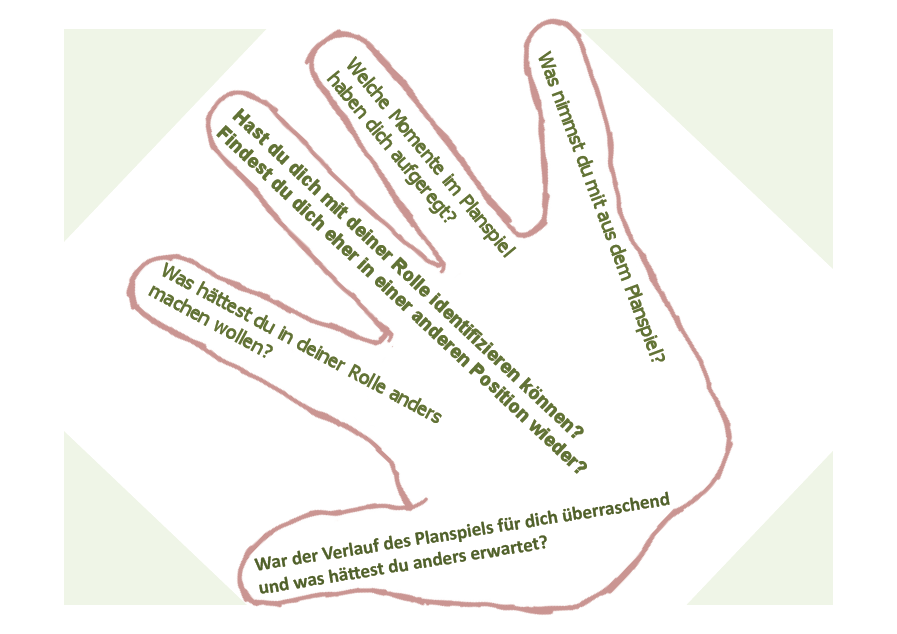 Was nimmst du mit aus dem Planspiel?
Welche Momente im Planspiel
haben dich aufgeregt?
Hast du dich mit deiner Rolle identifizieren können?
Findest du dich eher in einer anderen Position wieder?
Was hättest du in deiner Rolle anders
machen wollen?
War der Verlauf des Planspiels für dich überraschend
und was hättest du anders erwartet?